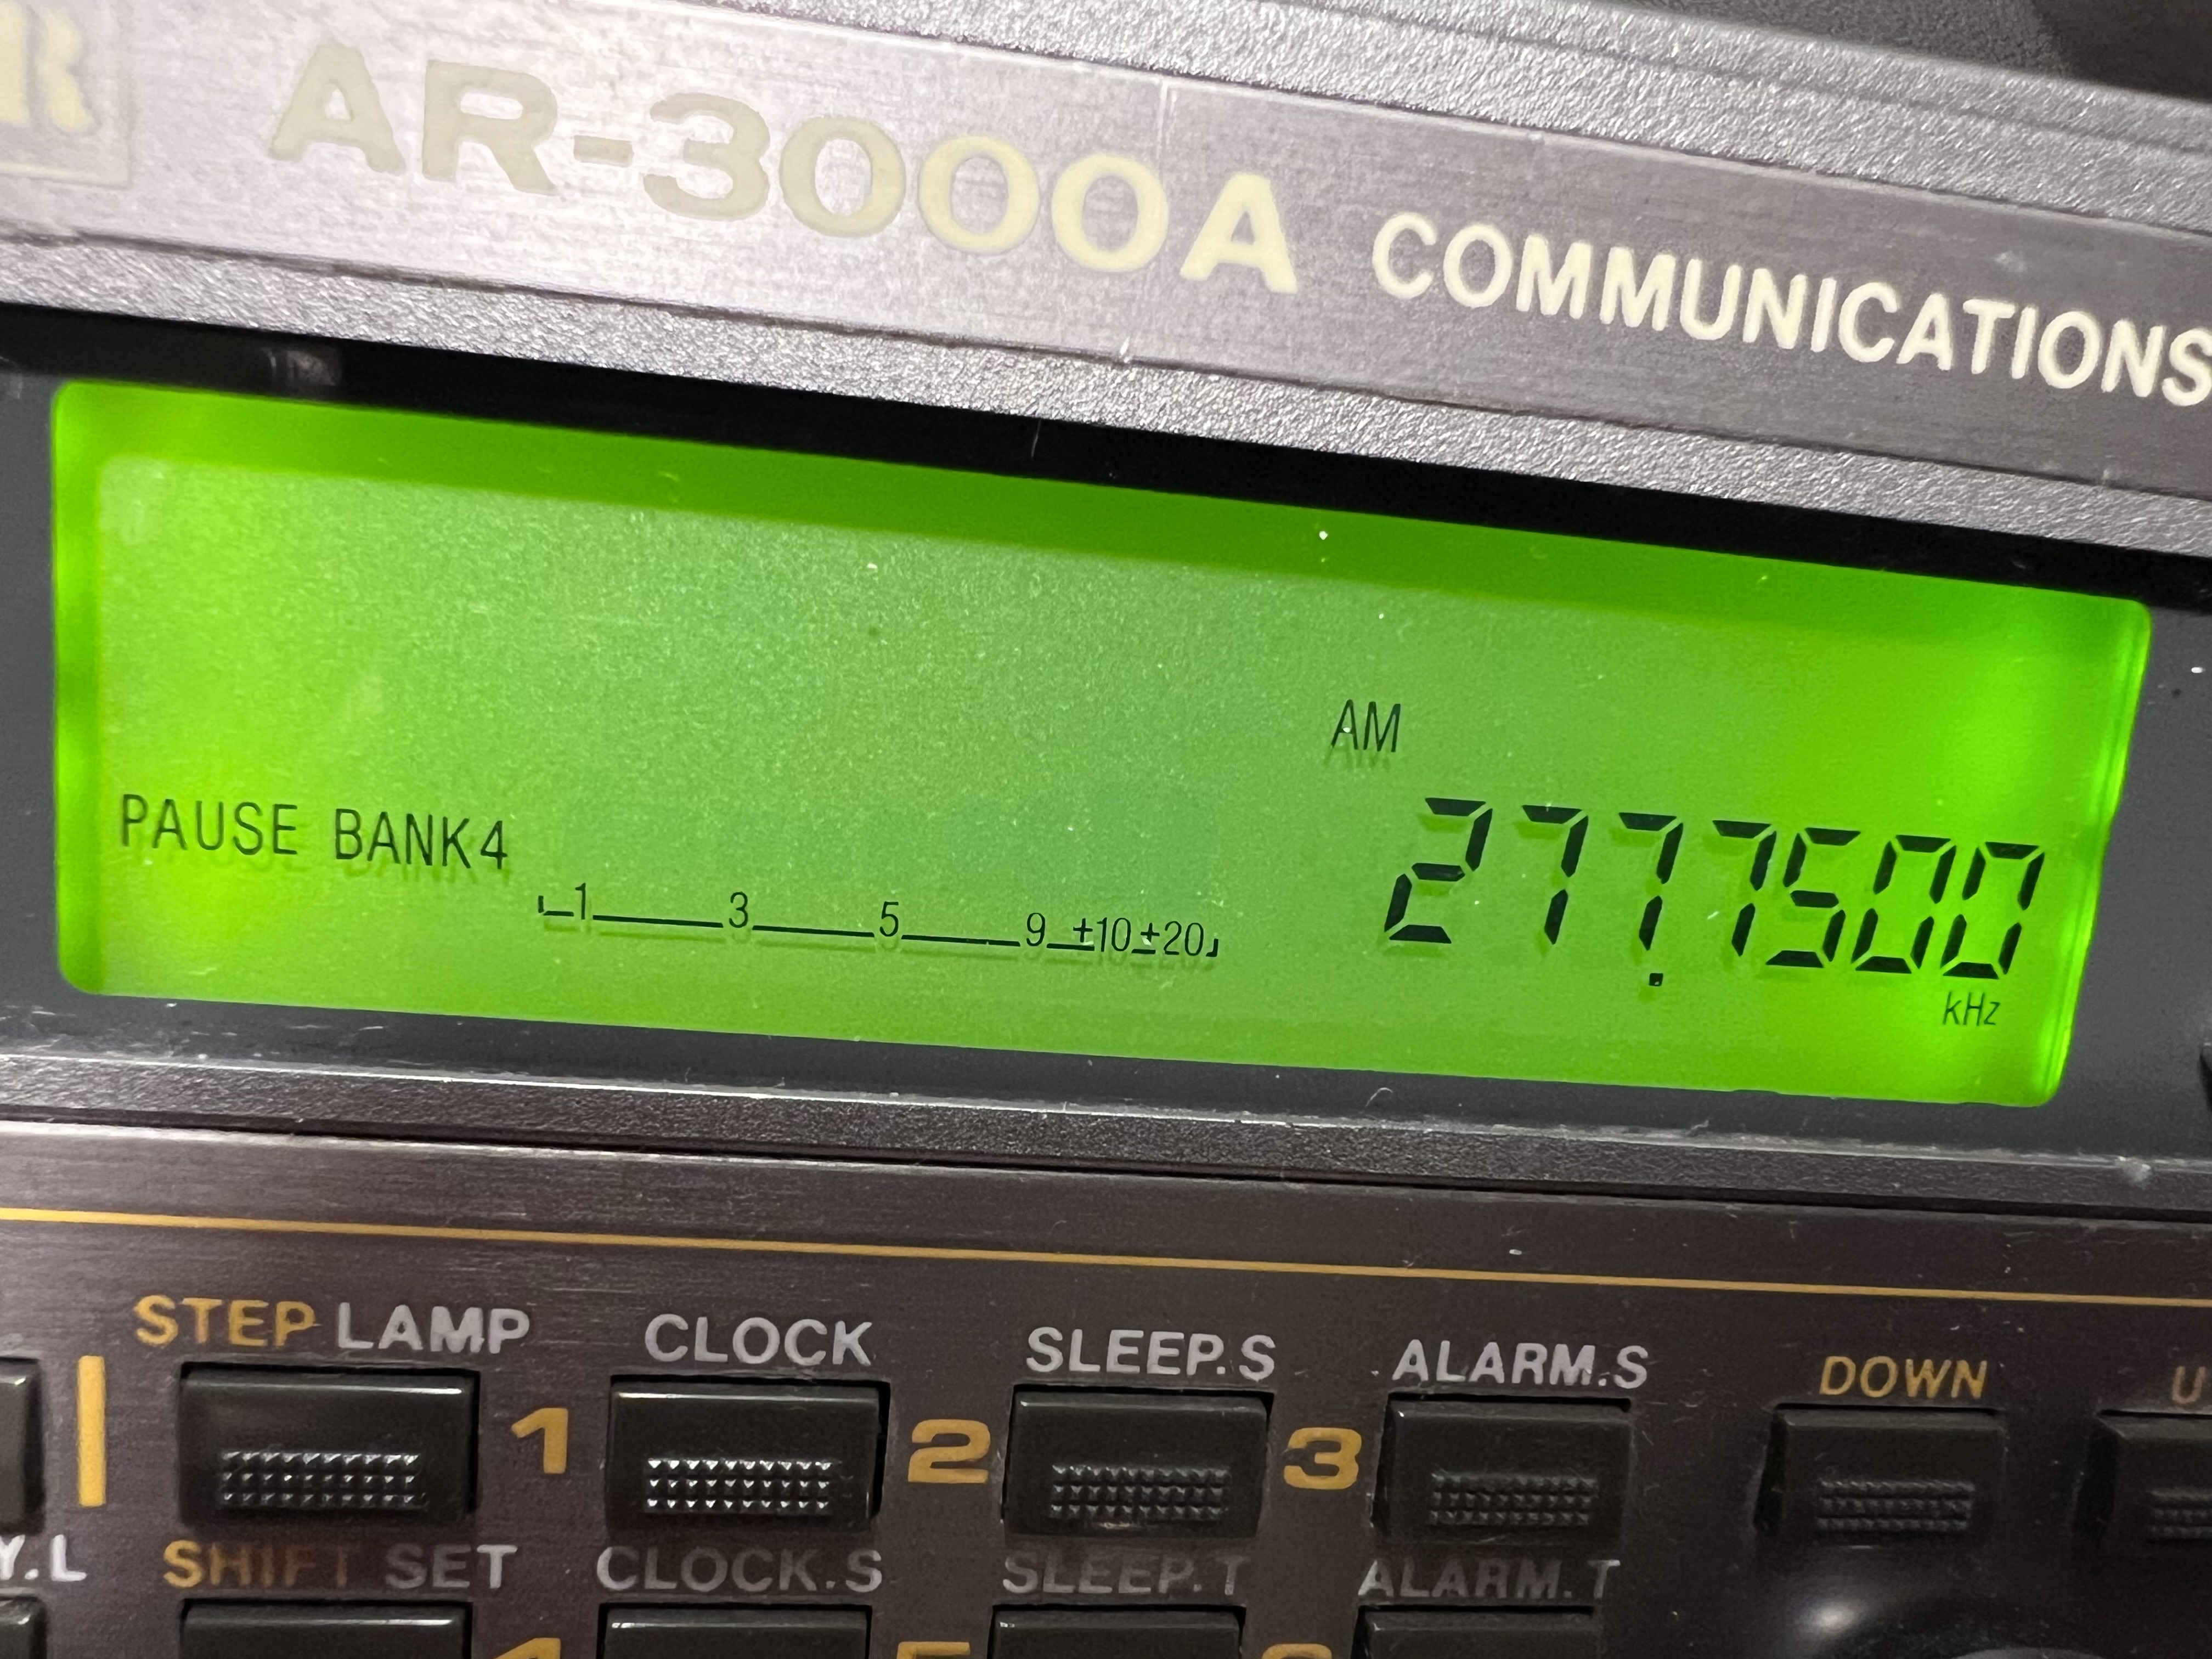 R AR-3000A COMMUNICATIONS
AM
PAUSE BANK4
1 3 5 9 ±10 ±20
277.7500
kHz
STEP LAMP CLOCK SLEEP.S ALARM.S DOWN U
1 2 3
Y.L SHIFT SET CLOCK.S SLEEP.T ALARM.T